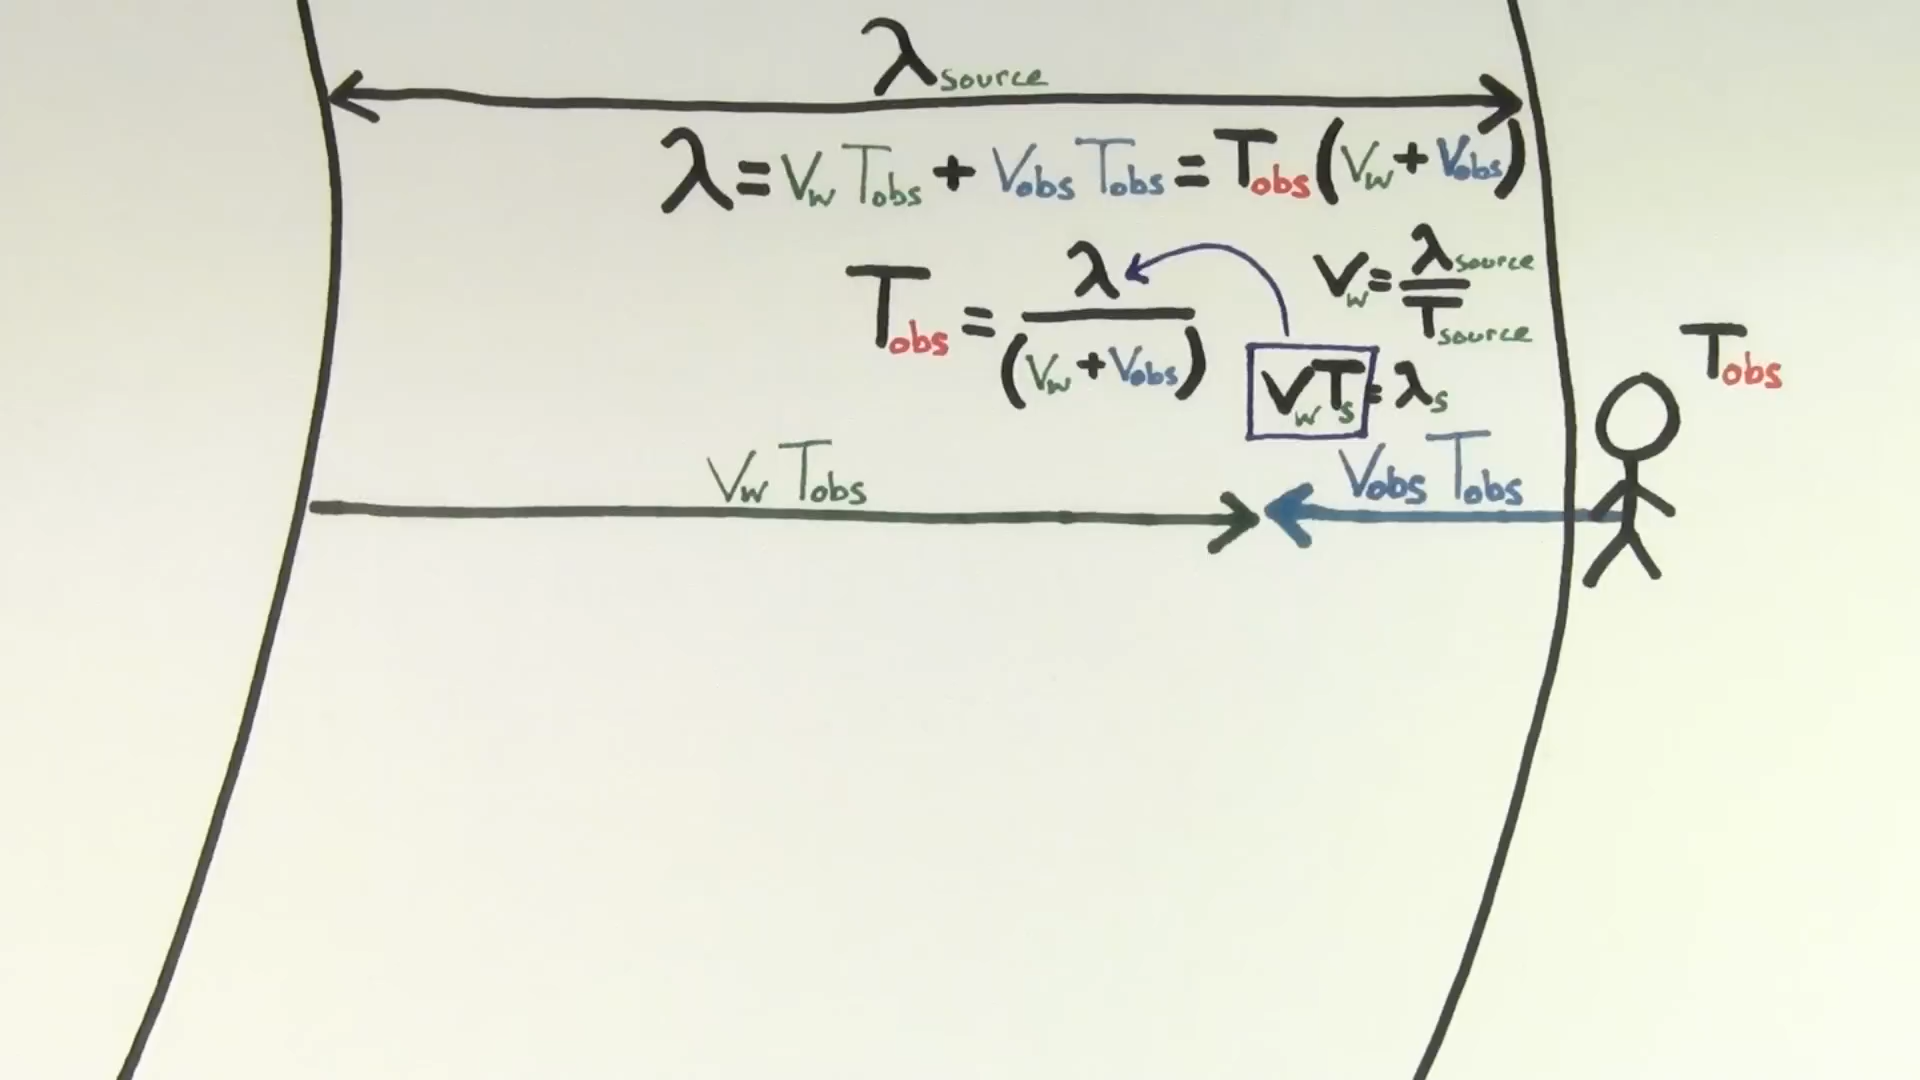 λsource
λ = Vw Tobs + Vobs Tobs = Tobs (Vw + Vobs)
Tobs = λ / (Vw + Vobs)
Vw = λsource / Tsource
VwTs = λs
Tobs
Vw Tobs
Vobs Tobs